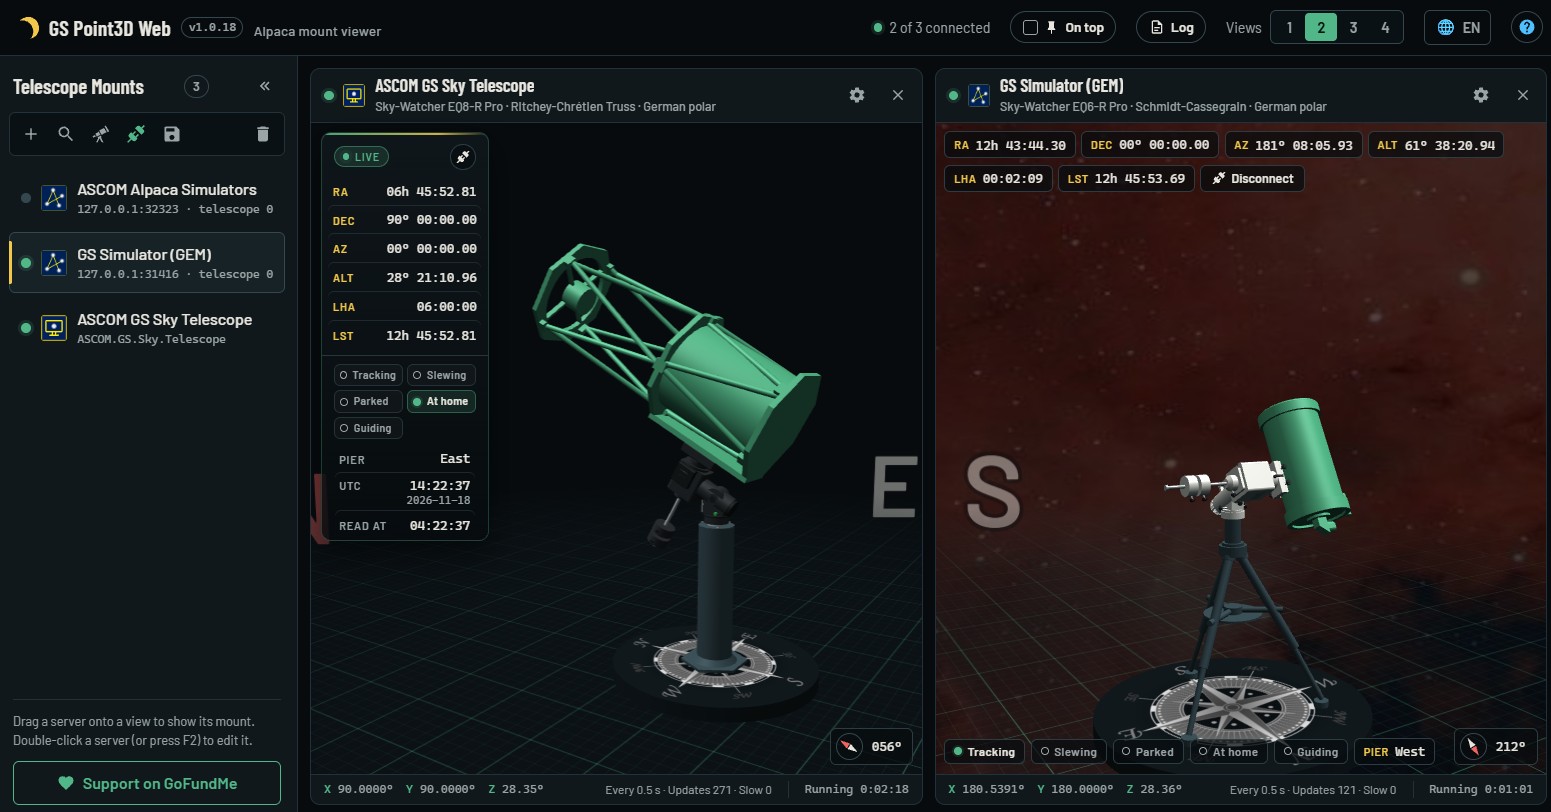 GS Point3D Web v1.0.18 Alpaca mount viewer
2 of 3 connected
On top
Log
Views 1 2 3 4
EN
?
Telescope Mounts 3
ASCOM Alpaca Simulators
127.0.0.1:32323 · telescope 0
GS Simulator (GEM)
127.0.0.1:31416 · telescope 0
ASCOM GS Sky Telescope
ASCOM.GS.Sky.Telescope
Drag a server onto a view to show its mount.
Double-click a server (or press F2) to edit it.
Support on GoFundMe
ASCOM GS Sky Telescope
Sky-Watcher EQ8-R Pro · Ritchey-Chrétien Truss · German polar
LIVE
RA 06h 45:52.81
DEC 90° 00:00.00
AZ 00° 00:00.00
ALT 28° 21:10.96
LHA 06:00:00
LST 12h 45:52.81
Tracking Slewing
Parked At home
Guiding
PIER East
UTC 14:22:37
2026-11-18
READ AT 04:22:37
N
E
N E
W S
056°
X 90.0000° Y 90.0000° Z 28.35°
Every 0.5 s · Updates 271 · Slow 0
Running 0:02:18
GS Simulator (GEM)
Sky-Watcher EQ6-R Pro · Schmidt-Cassegrain · German polar
RA 12h 43:44.30
DEC 00° 00:00.00
AZ 181° 08:05.93
ALT 61° 38:20.94
LHA 00:02:09
LST 12h 45:53.69
Disconnect
S
S W
E N
Tracking Slewing Parked At home Guiding PIER West
212°
X 180.5391° Y 180.0000° Z 28.36°
Every 0.5 s · Updates 121 · Slow 0
Running 0:01:01